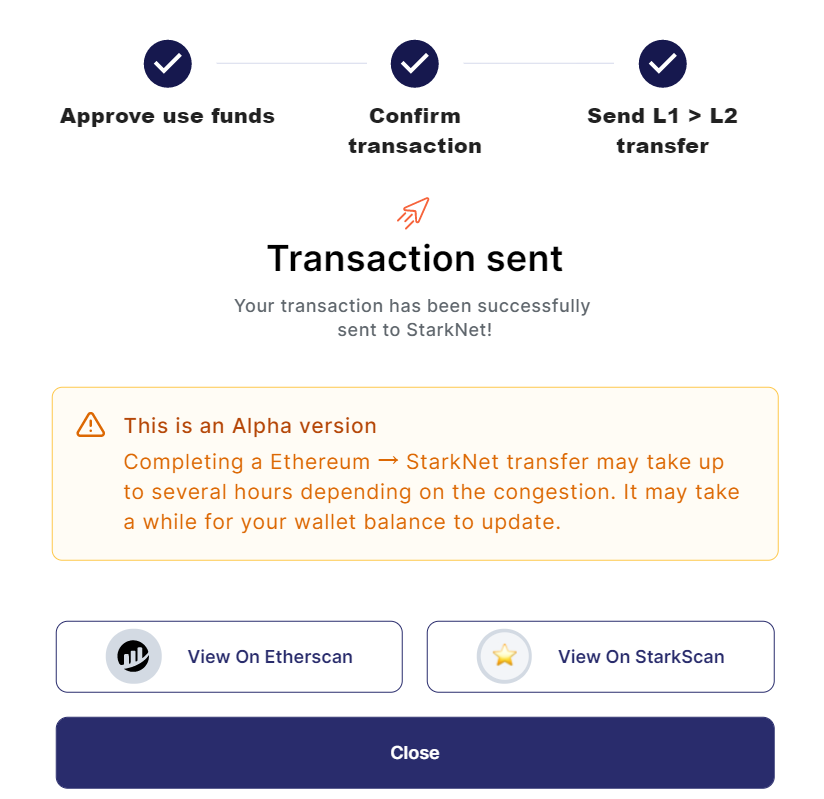 Approve use funds
Confirm
transaction
Send L1 > L2
transfer
Transaction sent
Your transaction has been successfully
sent to StarkNet!
This is an Alpha version
Completing a Ethereum → StarkNet transfer may take up
to several hours depending on the congestion. It may take
a while for your wallet balance to update.
View On Etherscan
View On StarkScan
Close